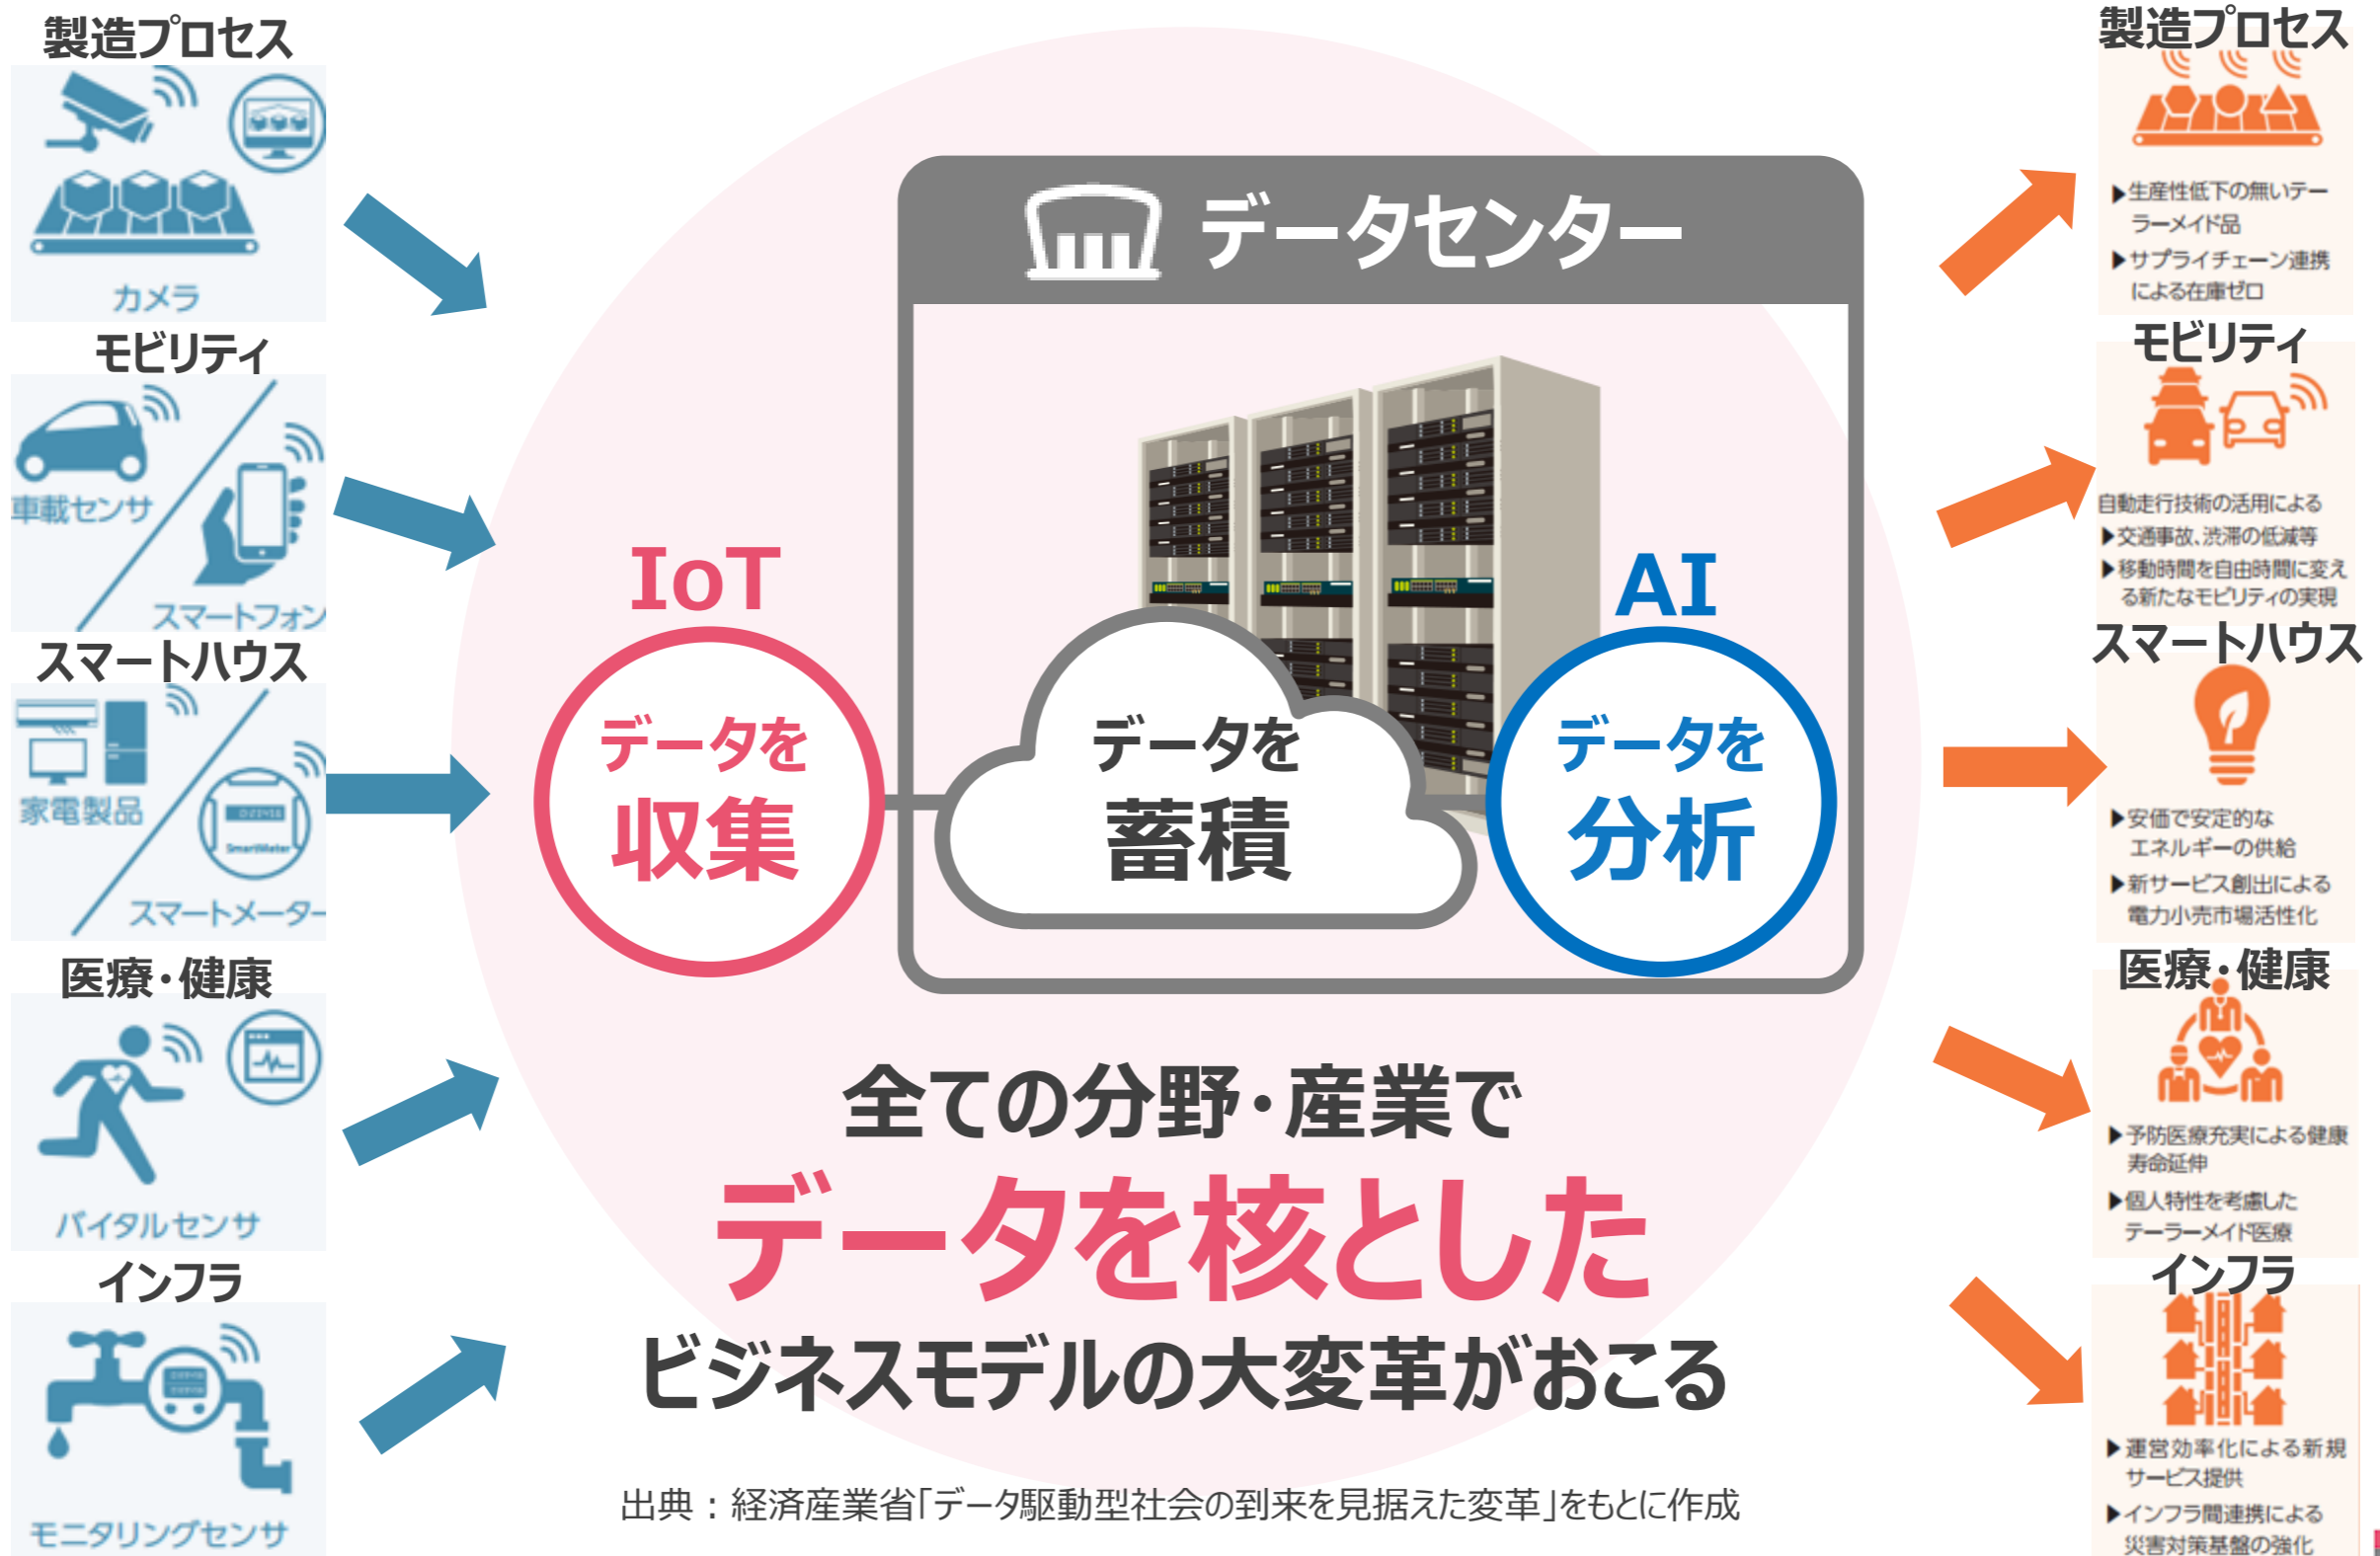 製造プロセス
カメラ
モビリティ
車載センサ
スマートフォン
スマートハウス
家電製品
SmartMeter
スマートメーター
医療・健康
バイタルセンサ
インフラ
モニタリングセンサ
データセンター
IoT
データを
収集
データを
蓄積
AI
データを
分析
全ての分野・産業で
データを核とした
ビジネスモデルの大変革がおこる
出典：経済産業省「データ駆動型社会の到来を見据えた変革」をもとに作成
製造プロセス
▶生産性低下の無いテー
ラーメイド品
▶サプライチェーン連携
による在庫ゼロ
モビリティ
自動走行技術の活用による
▶交通事故、渋滞の低減等
▶移動時間を自由時間に変え
る新たなモビリティの実現
スマートハウス
▶安価で安定的な
エネルギーの供給
▶新サービス創出による
電力小売市場活性化
医療・健康
▶予防医療充実による健康
寿命延伸
▶個人特性を考慮した
テーラーメイド医療
インフラ
▶運営効率化による新規
サービス提供
▶インフラ間連携による
災害対策基盤の強化